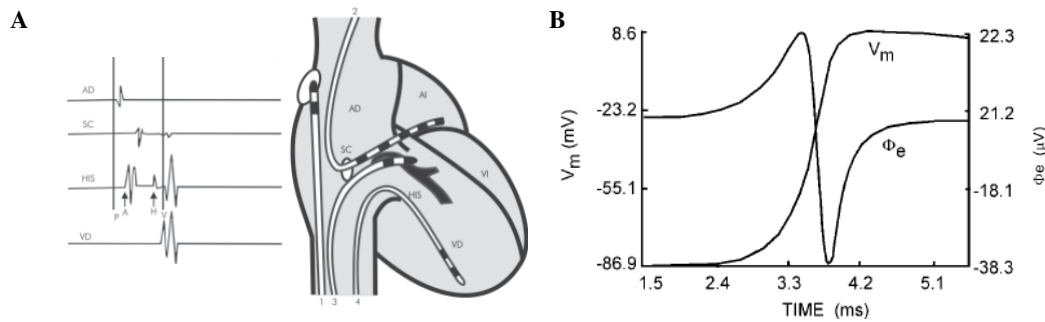 A
AD
SC
HIS
P A H V
VD
2
AD
AI
SC
VI
HIS
VD
1 3 4
B
8.6
-23.2
-55.1
-86.9
Vm (mV)
22.3
21.2
-18.1
-38.3
Φe (μV)
Vm
Φe
1.5 2.4 3.3 4.2 5.1
TIME (ms)